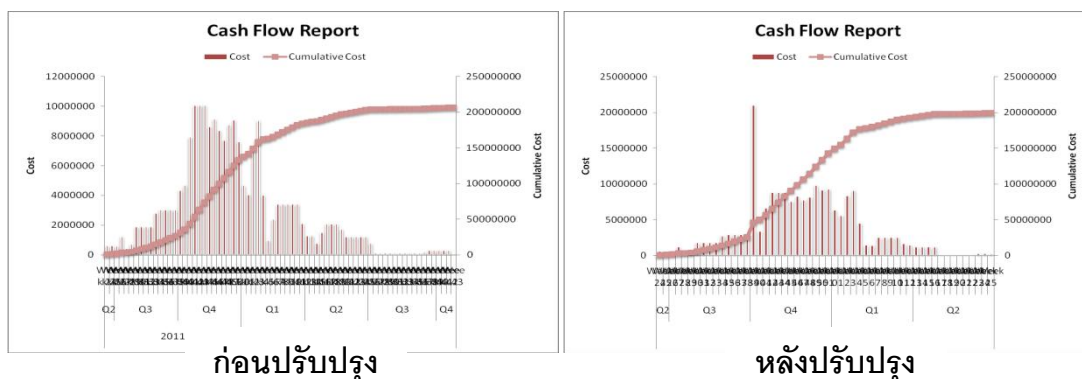 Cash Flow Report
Cost Cumulative Cost
12000000
10000000
8000000
6000000
4000000
2000000
0
Cost
250000000
200000000
150000000
100000000
50000000
0
Cumulative Cost
Q2 Q3 Q4 Q1 Q2 Q3 Q4
2011
ก่อนปรับปรุง
Cash Flow Report
Cost Cumulative Cost
25000000
20000000
15000000
10000000
5000000
0
Cost
250000000
200000000
150000000
100000000
50000000
0
Cumulative Cost
Q2 Q3 Q4 Q1 Q2
หลังปรับปรุง